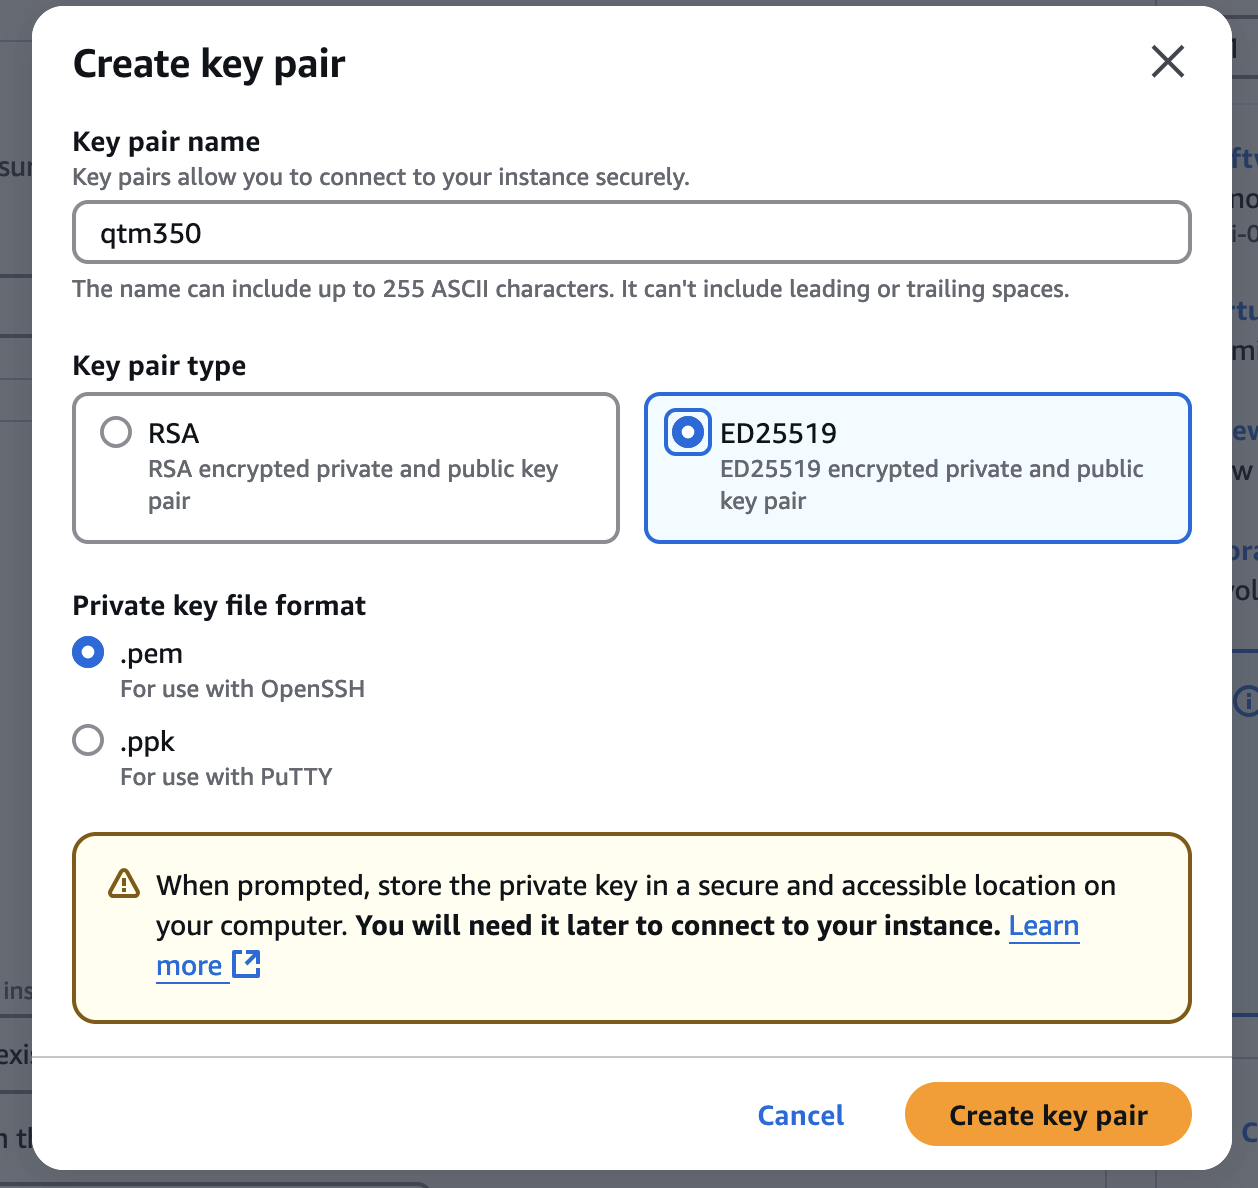 Create key pair
Key pair name
Key pairs allow you to connect to your instance securely.
qtm350
The name can include up to 255 ASCII characters. It can't include leading or trailing spaces.
Key pair type
RSA
RSA encrypted private and public key
pair
ED25519
ED25519 encrypted private and public
key pair
Private key file format
.pem
For use with OpenSSH
.ppk
For use with PuTTY
When prompted, store the private key in a secure and accessible location on
your computer. You will need it later to connect to your instance. Learn
more
Cancel
Create key pair